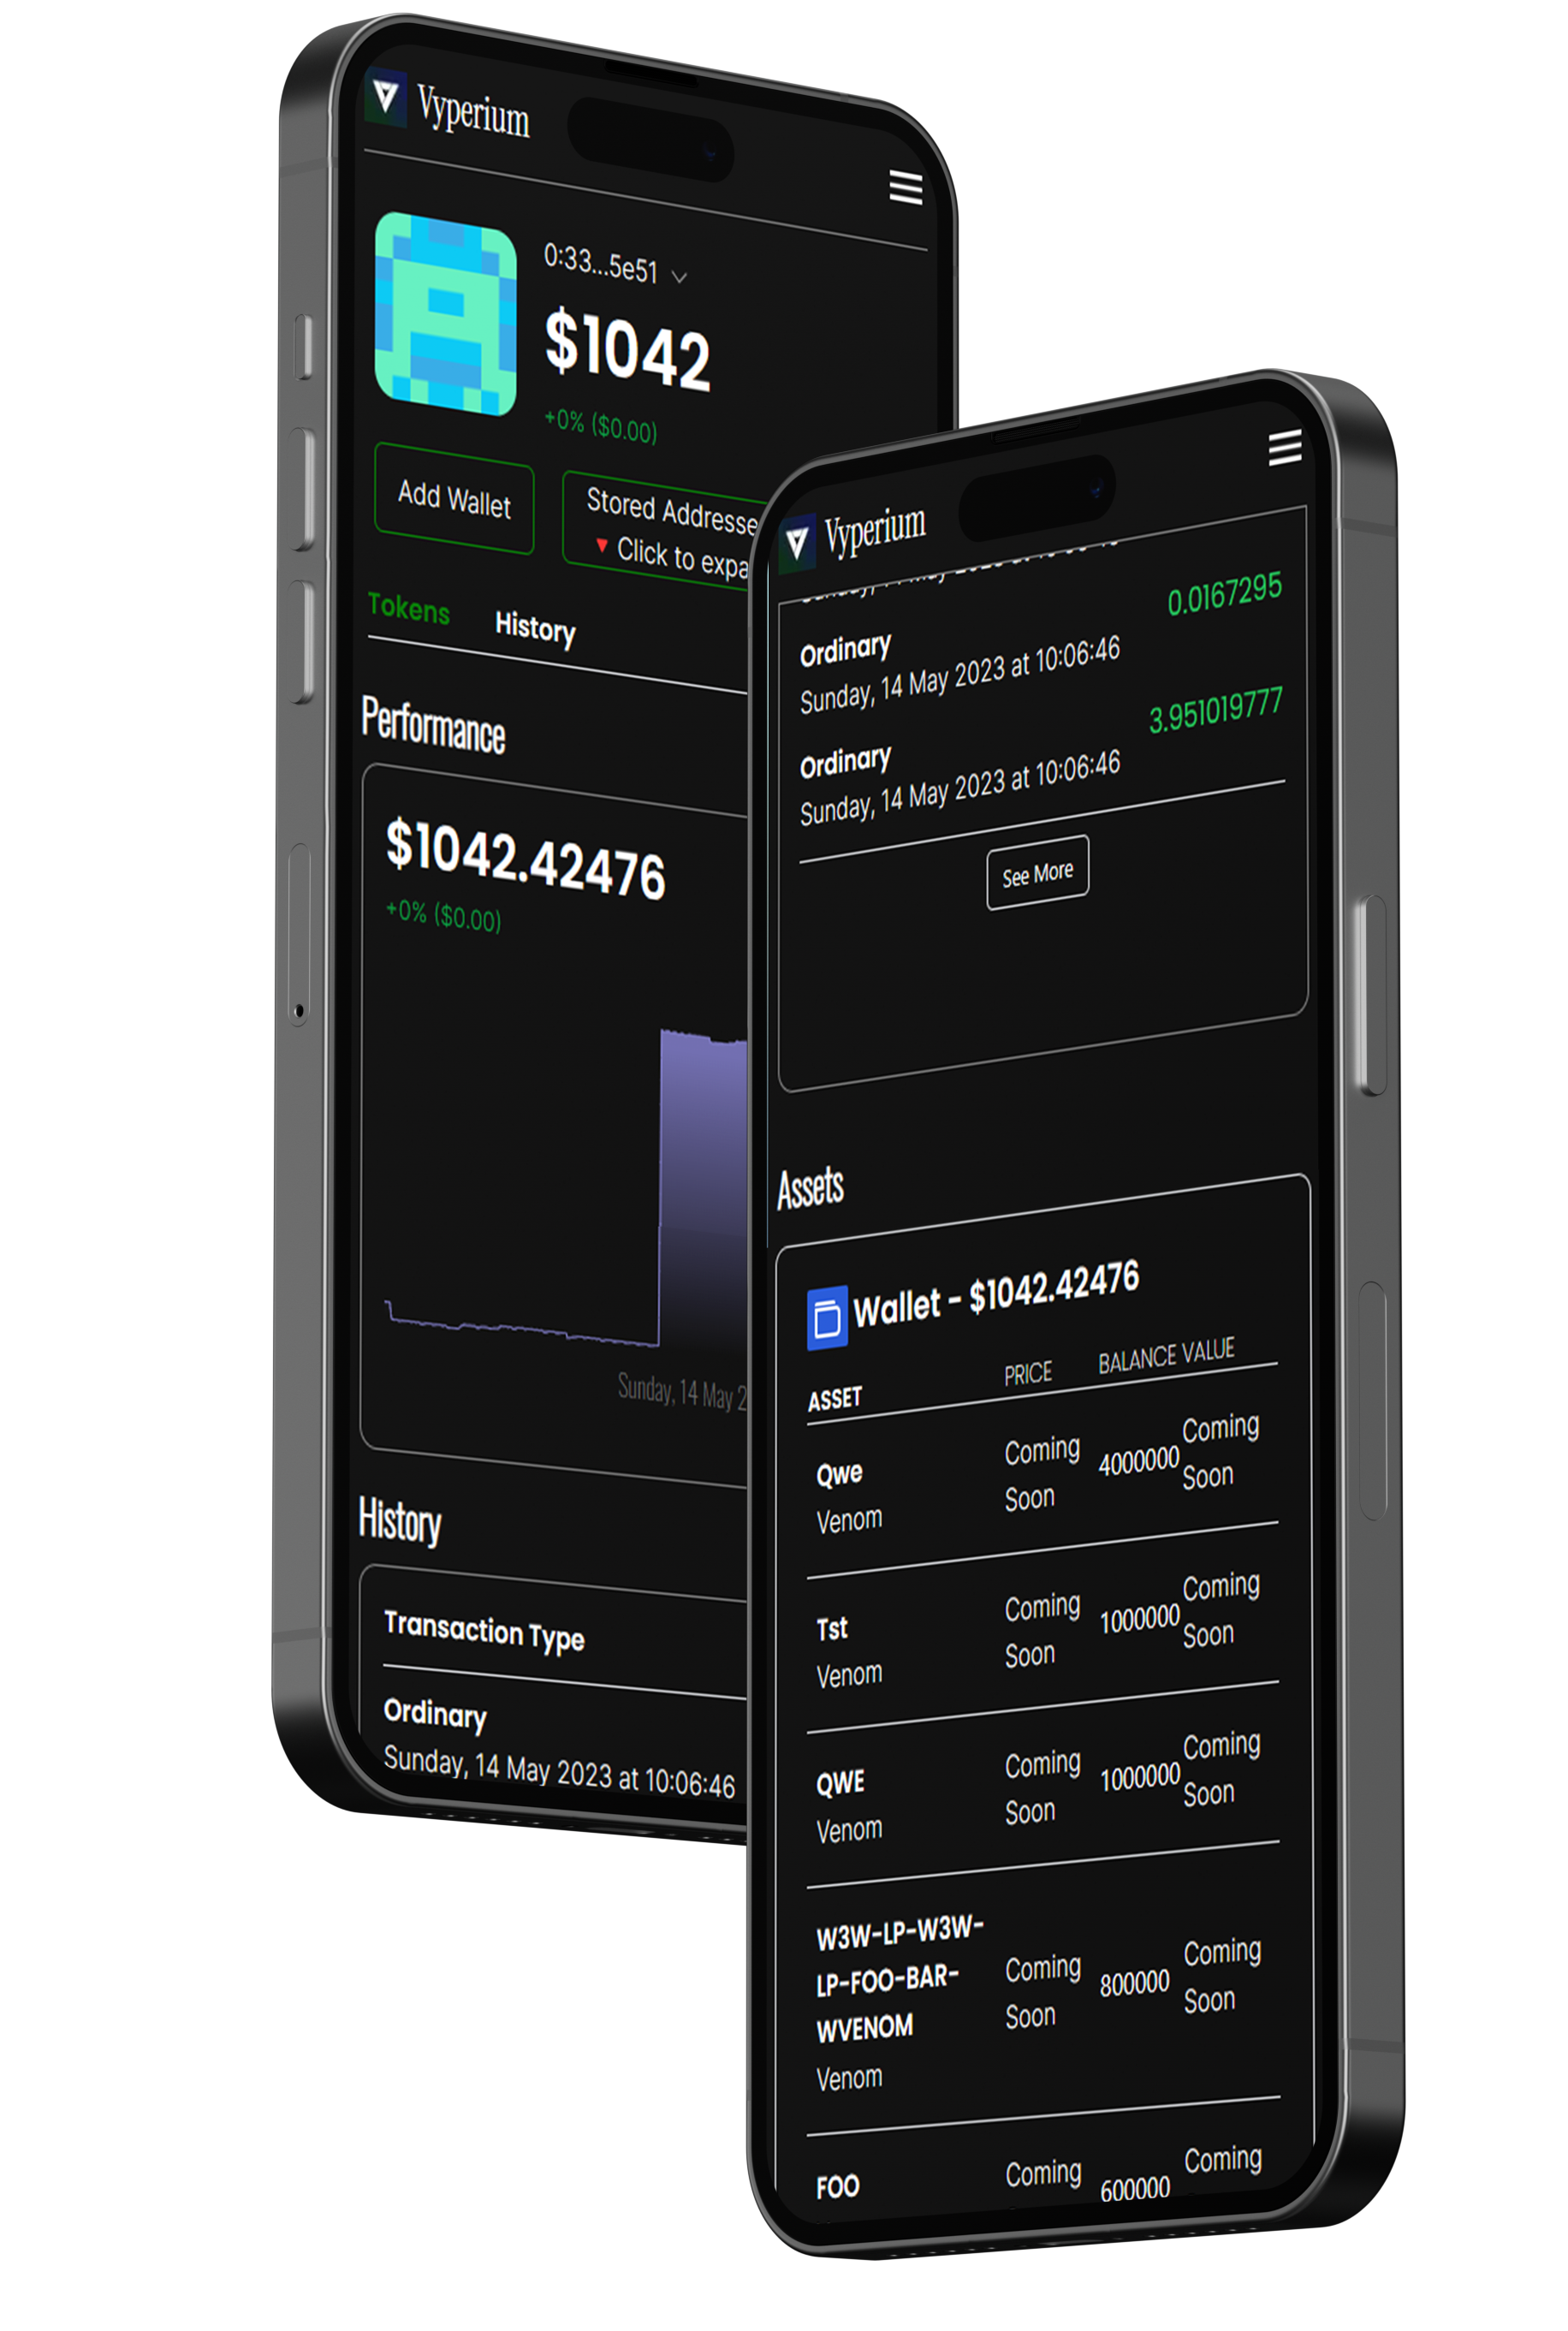 Vyperium
0:33...5e51
$1042
+0% ($0.00)
Add Wallet
Stored Addresse
Click to expa
Tokens
History
Performance
$1042.42476
+0% ($0.00)
Sunday, 14 May 2
History
Transaction Type
Ordinary
Sunday, 14 May 2023 at 10:06:46
Vyperium
0.0167295
Ordinary
Sunday, 14 May 2023 at 10:06:46
3.951019777
Ordinary
Sunday, 14 May 2023 at 10:06:46
See More
Assets
Wallet - $1042.42476
ASSET PRICE BALANCE VALUE
Qwe
Venom
Coming
Soon
4000000
Coming
Soon
Tst
Venom
Coming
Soon
1000000
Coming
Soon
QWE
Venom
Coming
Soon
1000000
Coming
Soon
W3W-LP-W3W-
LP-FOO-BAR-
WVENOM
Venom
Coming
Soon
800000
Coming
Soon
FOO
Coming
600000
Coming